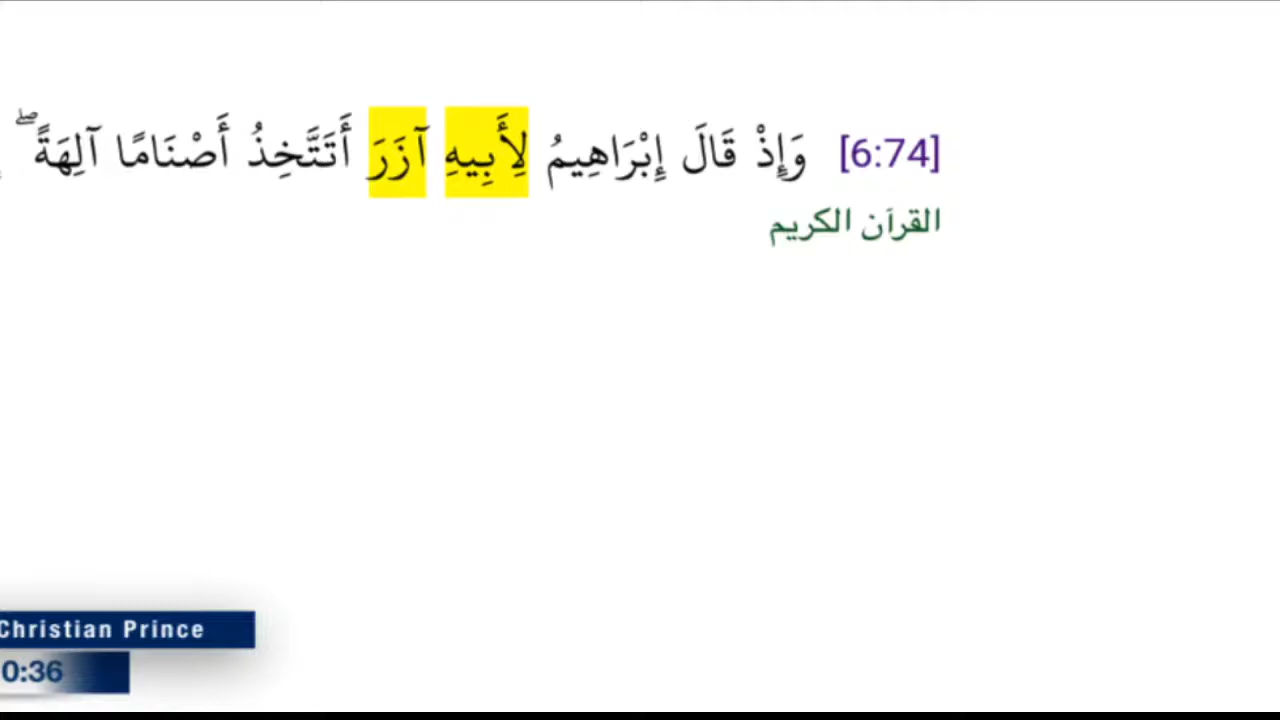 [6:74] وَإِذْ قَالَ إِبْرَاهِيمُ لِأَبِيهِ آزَرَ أَتَتَّخِذُ أَصْنَامًا آلِهَةً ۖ
القرآن الكريم
Christian Prince
0:36